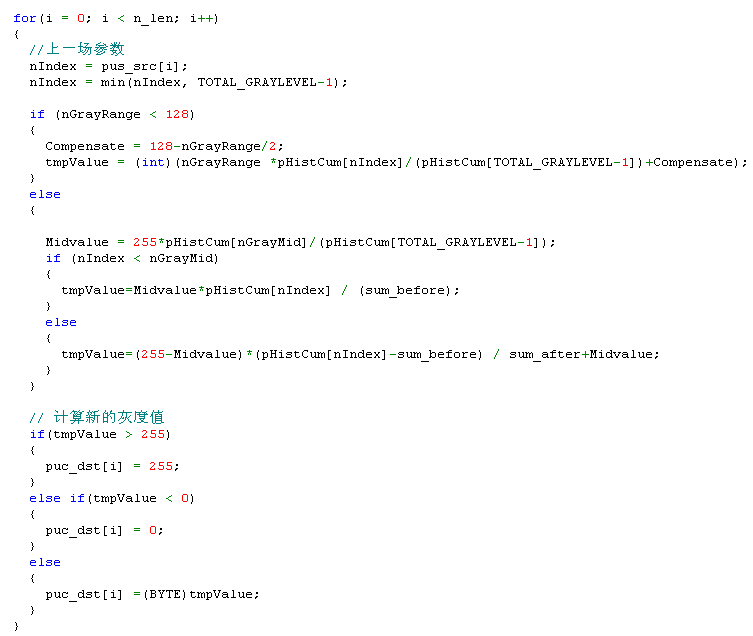 for(i = 0; i < n_len; i++)
{
//上一场参数
nIndex = pus_src[i];
nIndex = min(nIndex, TOTAL_GRAYLEVEL-1);
if (nGrayRange < 128)
{
Compensate = 128-nGrayRange/2;
tmpValue = (int)(nGrayRange *pHistCum[nIndex]/(pHistCum[TOTAL_GRAYLEVEL-1])+Compensate);
}
else
{
Midvalue = 255*pHistCum[nGrayMid]/(pHistCum[TOTAL_GRAYLEVEL-1]);
if (nIndex < nGrayMid)
{
tmpValue=Midvalue*pHistCum[nIndex] / (sum_before);
}
else
{
tmpValue=(255-Midvalue)*(pHistCum[nIndex]-sum_before) / sum_after+Midvalue;
}
}
// 计算新的灰度值
if(tmpValue > 255)
{
puc_dst[i] = 255;
}
else if(tmpValue < 0)
{
puc_dst[i] = 0;
}
else
{
puc_dst[i] =(BYTE)tmpValue;
}
}